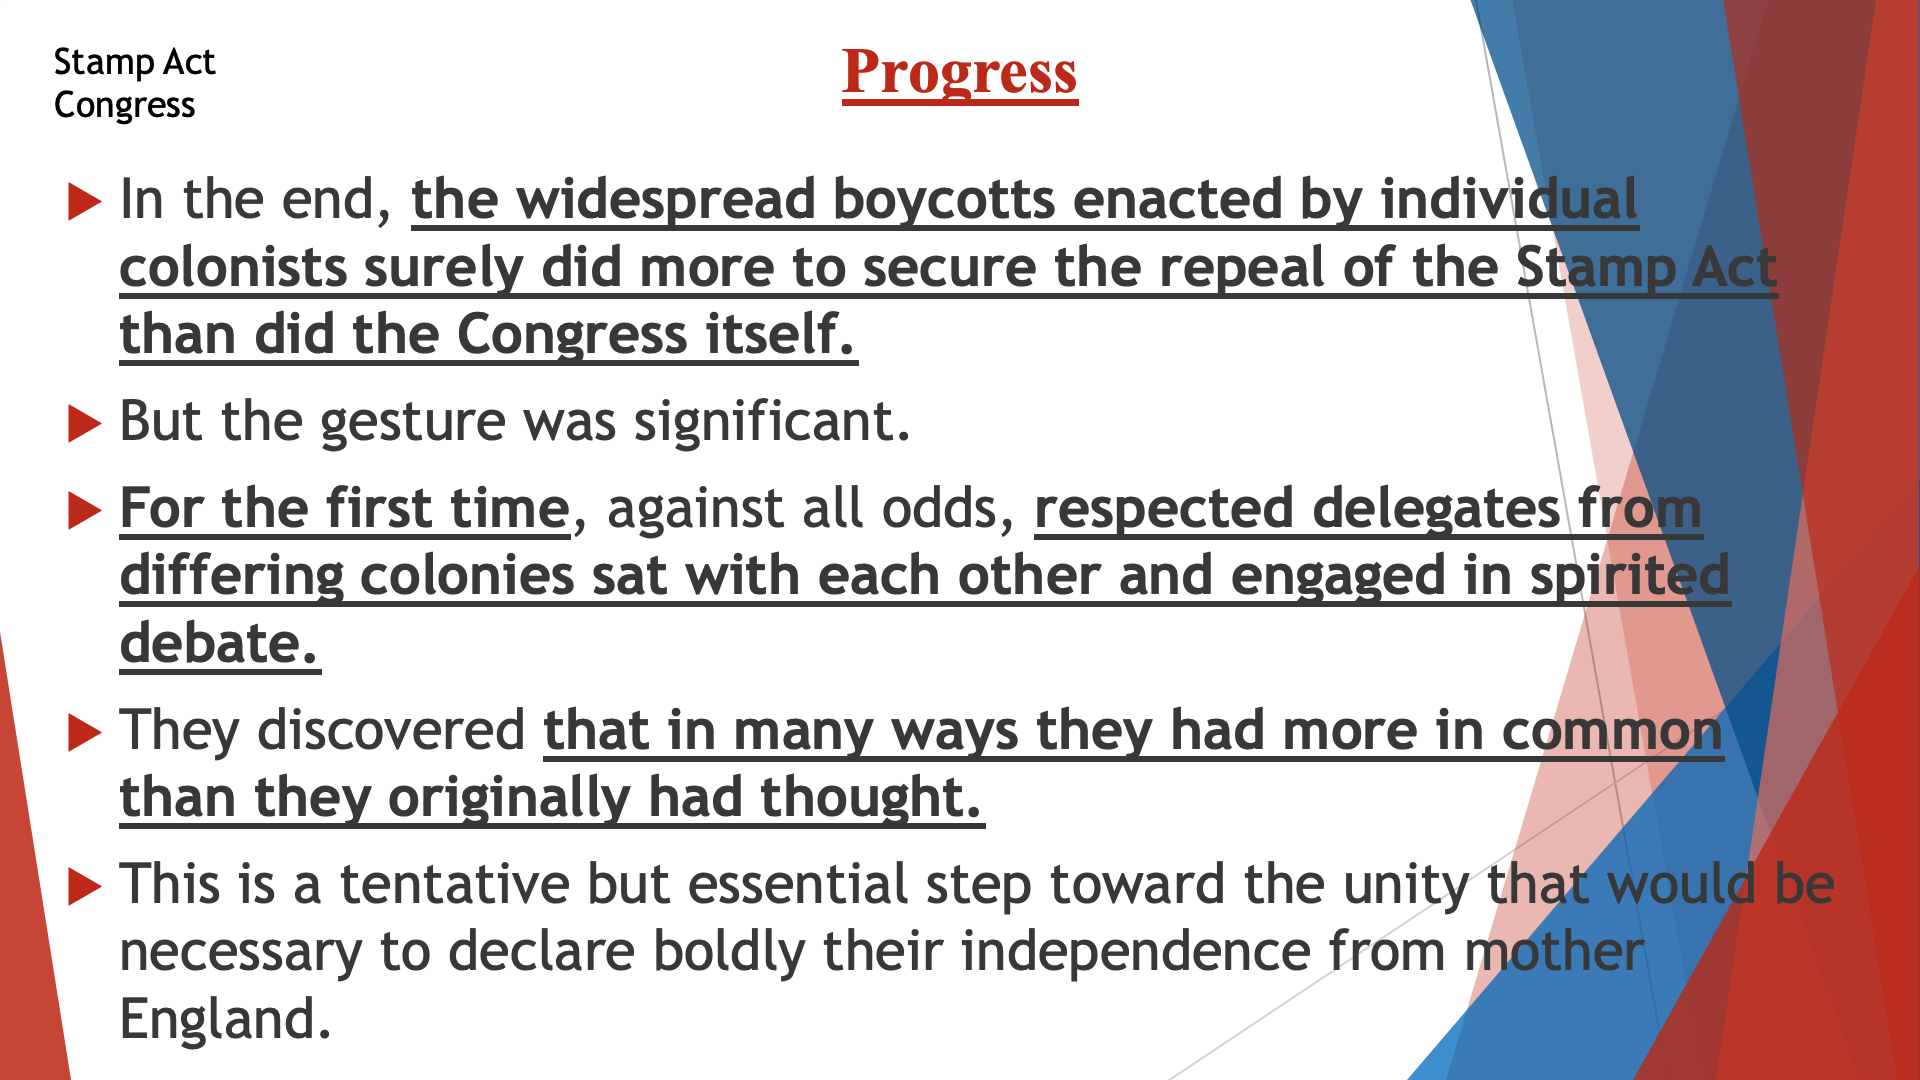 Stamp Act
Congress
Progress
In the end, the widespread boycotts enacted by individual
colonists surely did more to secure the repeal of the Stamp Act
than did the Congress itself.
But the gesture was significant.
For the first time, against all odds, respected delegates from
differing colonies sat with each other and engaged in spirited
debate.
They discovered that in many ways they had more in common
than they originally had thought.
This is a tentative but essential step toward the unity that would be
necessary to declare boldly their independence from mother
England.